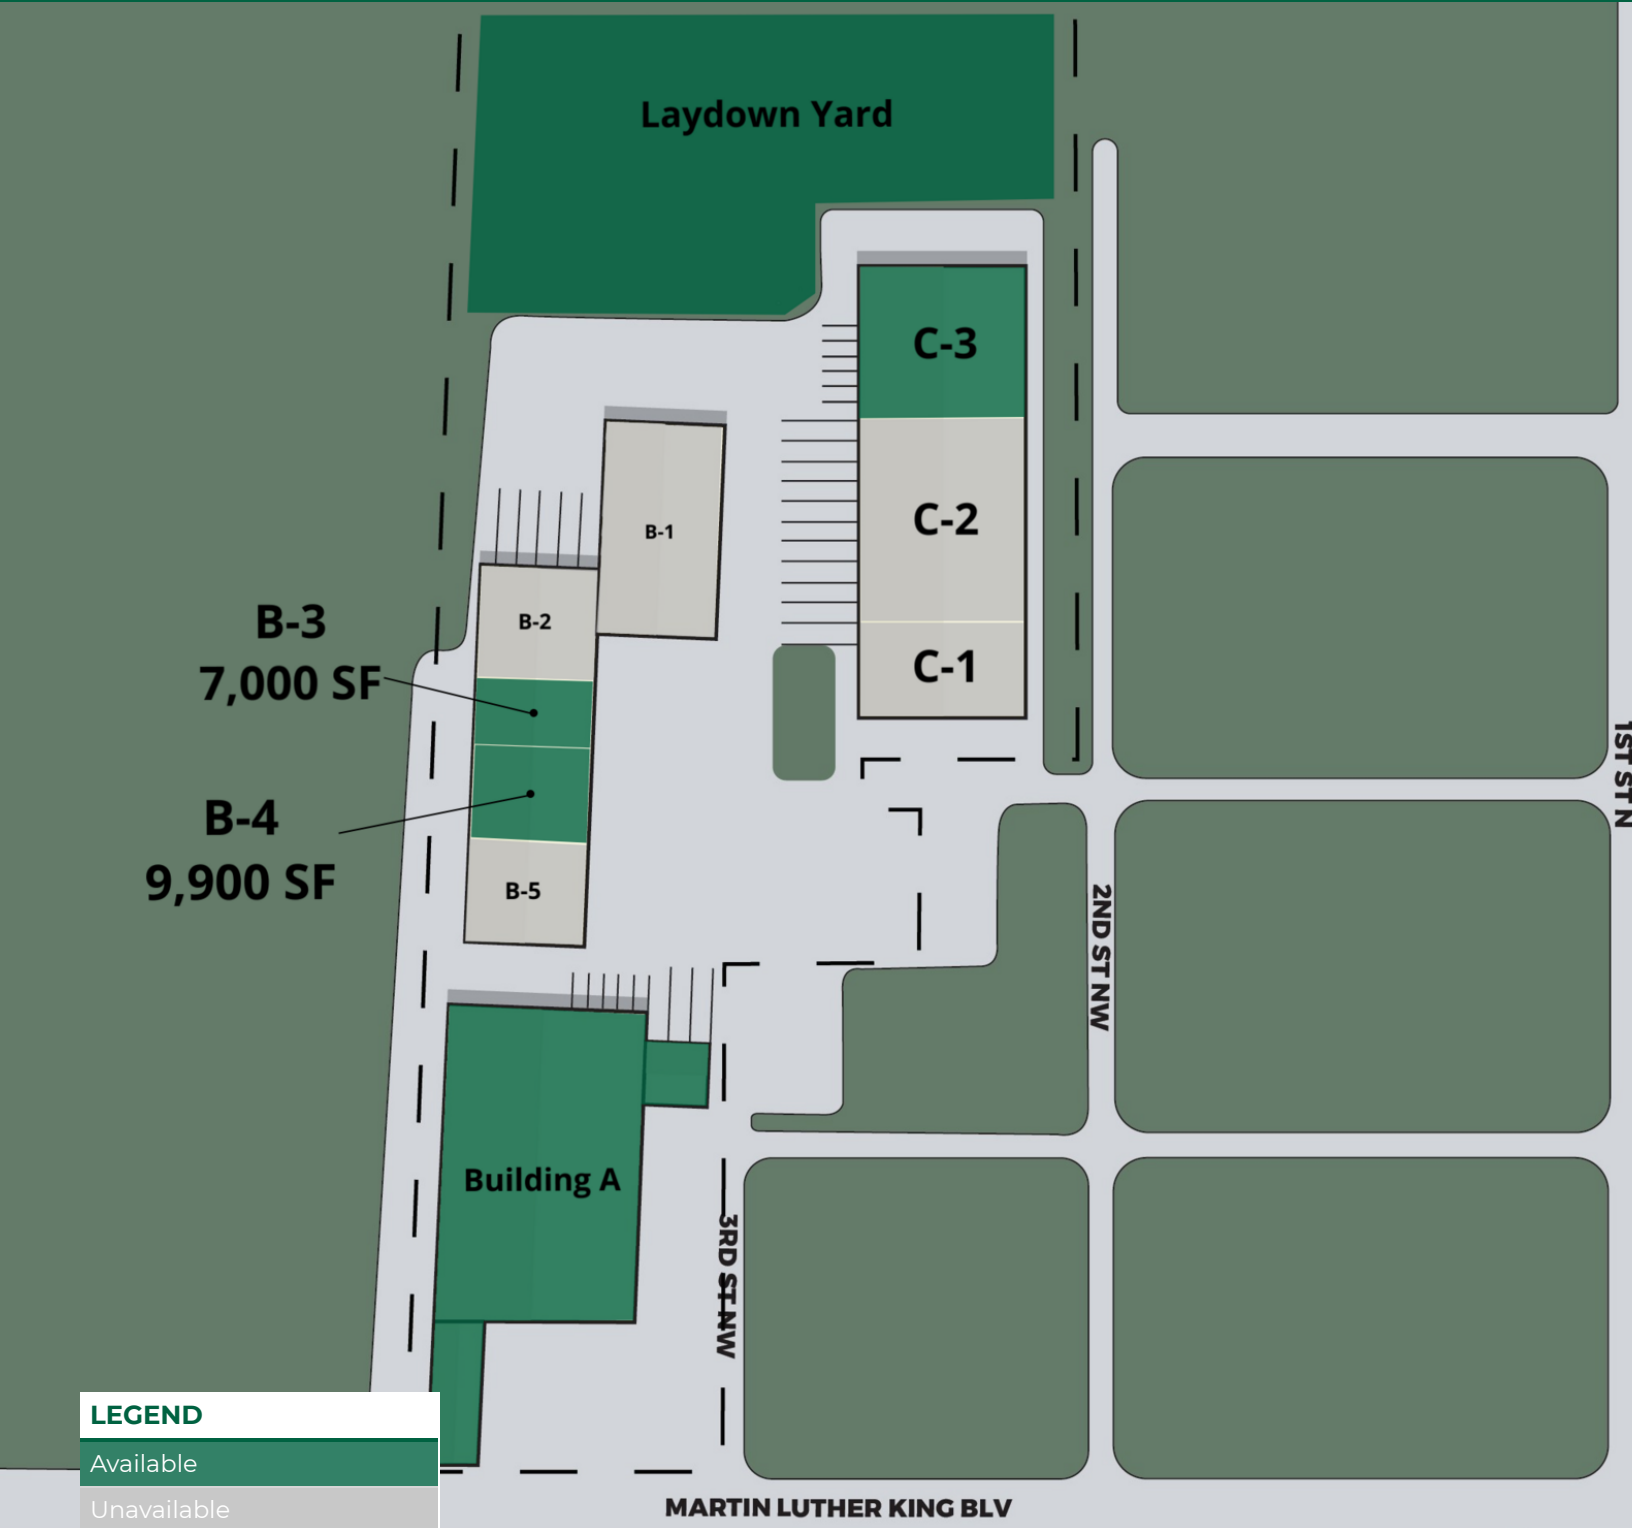 Laydown Yard
C-3
C-2
C-1
B-1
B-2
B-3
7,000 SF
B-4
9,900 SF
B-5
Building A
1ST ST N
2ND ST NW
3RD ST NW
MARTIN LUTHER KING BLV
LEGEND
Available
Unavailable